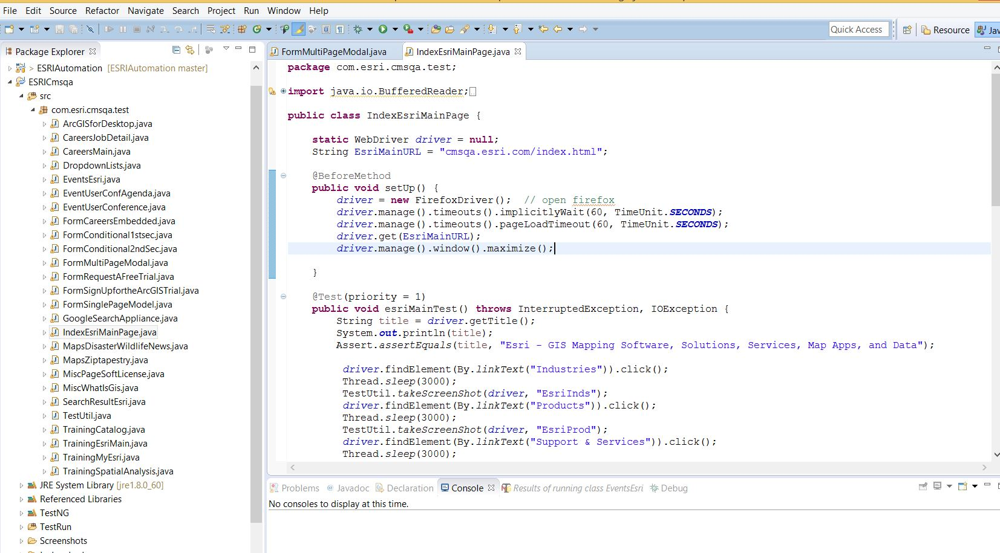 File Edit Source Refactor Navigate Search Project Run Window Help
Quick Access
Resource
Jav
Package Explorer
> ESRIAutomation [ESRIAutomation master]
ESRICmsqa
src
com.esri.cmsqa.test
ArcGISforDesktop.java
CareersJobDetail.java
CareersMain.java
DropdownLists.java
EventsEsri.java
EventUserConfAgenda.java
EventUserConference.java
FormCareersEmbedded.java
FormConditional1stsec.java
FormConditional2ndSec.java
FormMultiPageModal.java
FormRequestAFreeTrial.java
FormSignUpfortheArcGISTrial.java
FormSinglePageModel.java
GoogleSearchAppliance.java
IndexEsriMainPage.java
MapsDisasterWildlifeNews.java
MapsZiptapestry.java
MiscPageSoftLicense.java
MiscWhatIsGis.java
SearchResultEsri.java
TestUtil.java
TrainingCatalog.java
TrainingEsriMain.java
TrainingMyEsri.java
TrainingSpatialAnalysis.java
JRE System Library [jre1.8.0_60]
Referenced Libraries
TestNG
TestRun
Screenshots
FormMultiPageModal.java
IndexEsriMainPage.java
package com.esri.cmsqa.test;
import java.io.BufferedReader;
public class IndexEsriMainPage {
static WebDriver driver = null;
String EsriMainURL = "cmsqa.esri.com/index.html";
@BeforeMethod
public void setUp() {
driver = new FirefoxDriver(); // open firefox
driver.manage().timeouts().implicitlyWait(60, TimeUnit.SECONDS);
driver.manage().timeouts().pageLoadTimeout(60, TimeUnit.SECONDS);
driver.get(EsriMainURL);
driver.manage().window().maximize();
}
@Test(priority = 1)
public void esriMainTest() throws InterruptedException, IOException {
String title = driver.getTitle();
System.out.println(title);
Assert.assertEquals(title, "Esri - GIS Mapping Software, Solutions, Services, Map Apps, and Data");
driver.findElement(By.linkText("Industries")).click();
Thread.sleep(3000);
TestUtil.takeScreenShot(driver, "EsriInds");
driver.findElement(By.linkText("Products")).click();
Thread.sleep(3000);
TestUtil.takeScreenShot(driver, "EsriProd");
driver.findElement(By.linkText("Support & Services")).click();
Thread.sleep(3000);
Problems @ Javadoc Declaration Console Results of running class EventsEsri Debug
No consoles to display at this time.